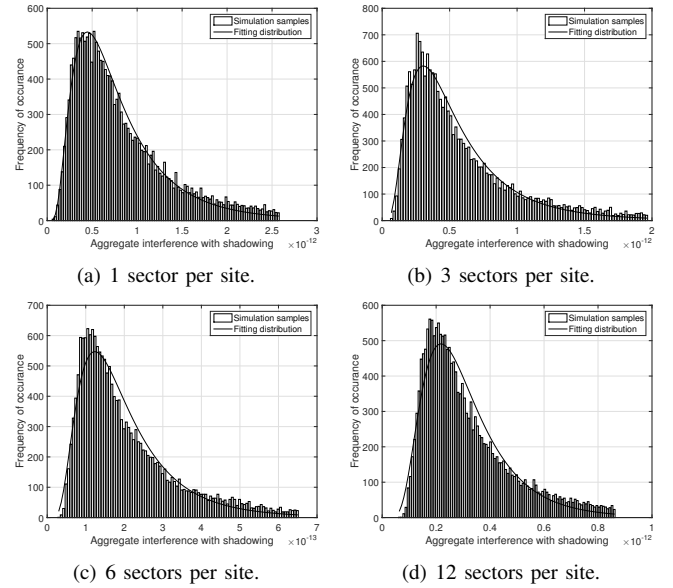 600
500
400
300
200
100
0
0 0.5 1 1.5 2 2.5 3
Frequency of occurance
Aggregate interference with shadowing
×10^-12
Simulation samples
Fitting distribution
(a) 1 sector per site.
800
700
600
500
400
300
200
100
0
0 0.5 1 1.5 2
Frequency of occurance
Aggregate interference with shadowing
×10^-12
Simulation samples
Fitting distribution
(b) 3 sectors per site.
700
600
500
400
300
200
100
0
0 1 2 3 4 5 6 7
Frequency of occurance
Aggregate interference with shadowing
×10^-13
Simulation samples
Fitting distribution
(c) 6 sectors per site.
600
500
400
300
200
100
0
0 0.2 0.4 0.6 0.8 1
Frequency of occurance
Aggregate interference with shadowing
×10^-12
Simulation samples
Fitting distribution
(d) 12 sectors per site.